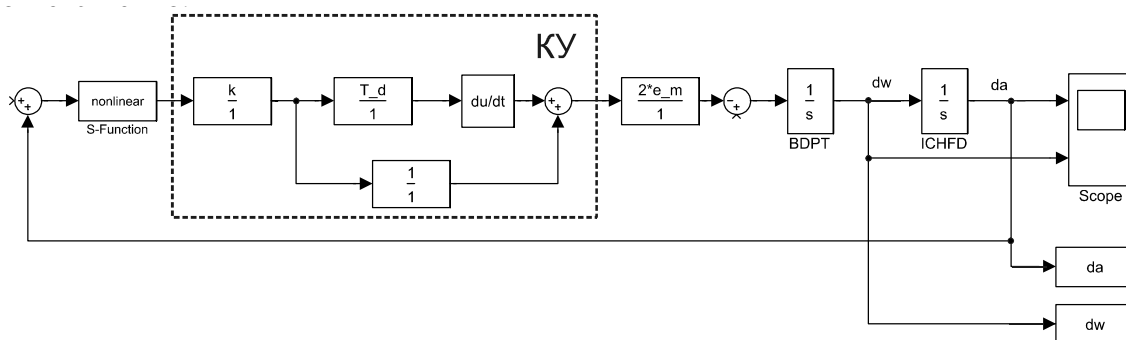 КУ
nonlinear
S-Function
k
1
T_d
1
du/dt
1
1
2*e_m
1
1
s
BDPT
dw
1
s
ICHFD
da
Scope
da
dw